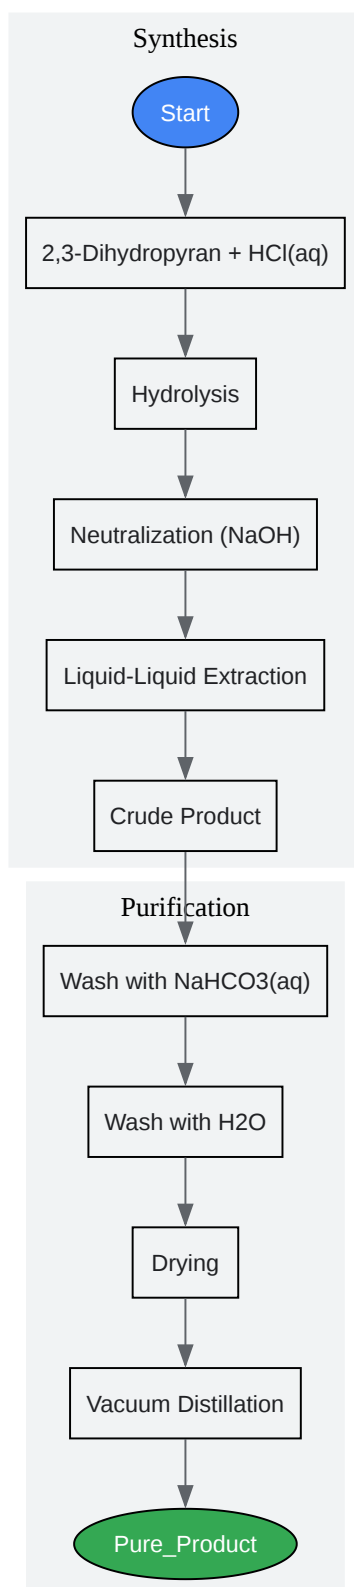 Synthesis
Start
2,3-Dihydropyran + HCl(aq)
Hydrolysis
Neutralization (NaOH)
Liquid-Liquid Extraction
Crude Product
Purification
Wash with NaHCO3(aq)
Wash with H2O
Drying
Vacuum Distillation
Pure_Product